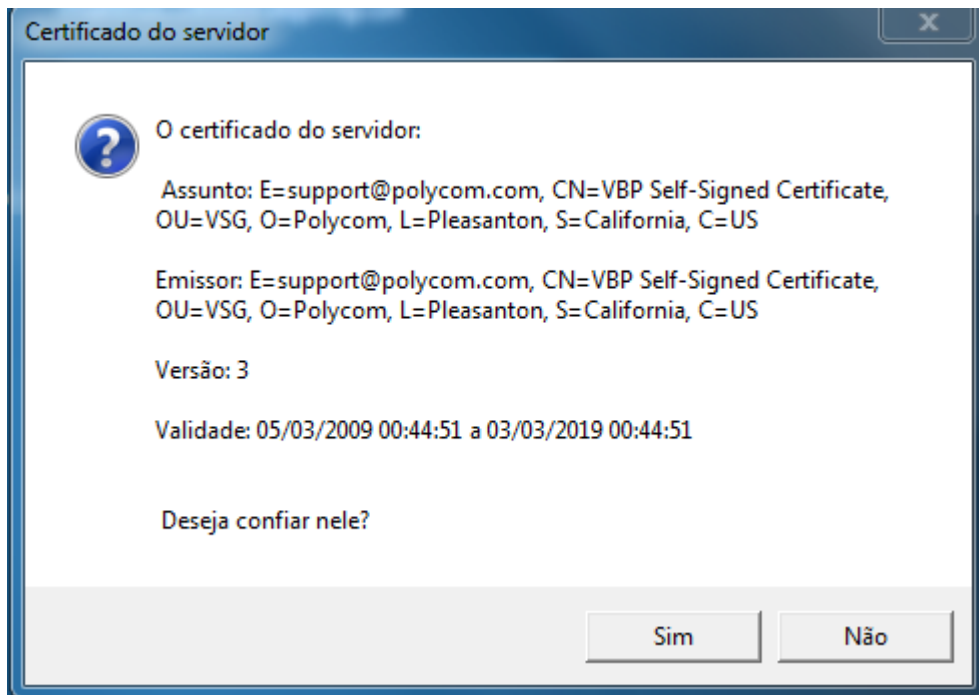 Certificado do servidor
O certificado do servidor:
Assunto: E=support@polycom.com, CN=VBP Self-Signed Certificate,
OU=VSG, O=Polycom, L=Pleasanton, S=California, C=US
Emissor: E=support@polycom.com, CN=VBP Self-Signed Certificate,
OU=VSG, O=Polycom, L=Pleasanton, S=California, C=US
Versão: 3
Validade: 05/03/2009 00:44:51 a 03/03/2019 00:44:51
Deseja confiar nele?
Sim Não